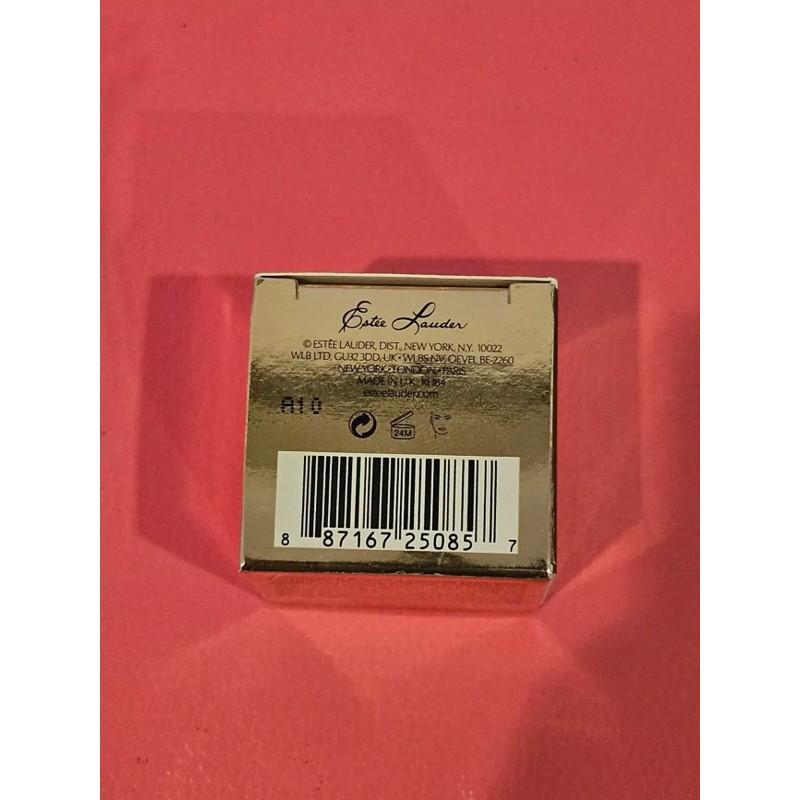 Estée Lauder
© ESTÉE LAUDER, DIST., NEW YORK, N.Y. 10022
WLB LTD, GU32 3DD,-UK • WLBS NV, OEVEL BE-2260
NEW YORK • LONDON • PARIS
MADE IN U.K. RH84
esteelauder.com
A10
24M
8 87167 25085 7